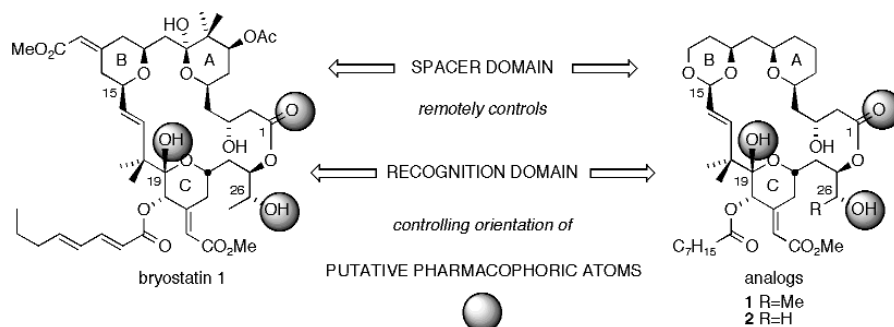 HO
OAc
MeO₂C
B
A
O
O
15
O
1
OH
OH
O
O
19
C
26
OH
O
O
CO₂Me
bryostatin 1
SPACER DOMAIN
remotely controls
RECOGNITION DOMAIN
controlling orientation of
PUTATIVE PHARMACOPHORIC ATOMS
B
A
O
O
O
15
O
1
OH
OH
O
O
19
C
26
R
OH
O
C₇H₁₅
O
CO₂Me
analogs
1 R=Me
2 R=H